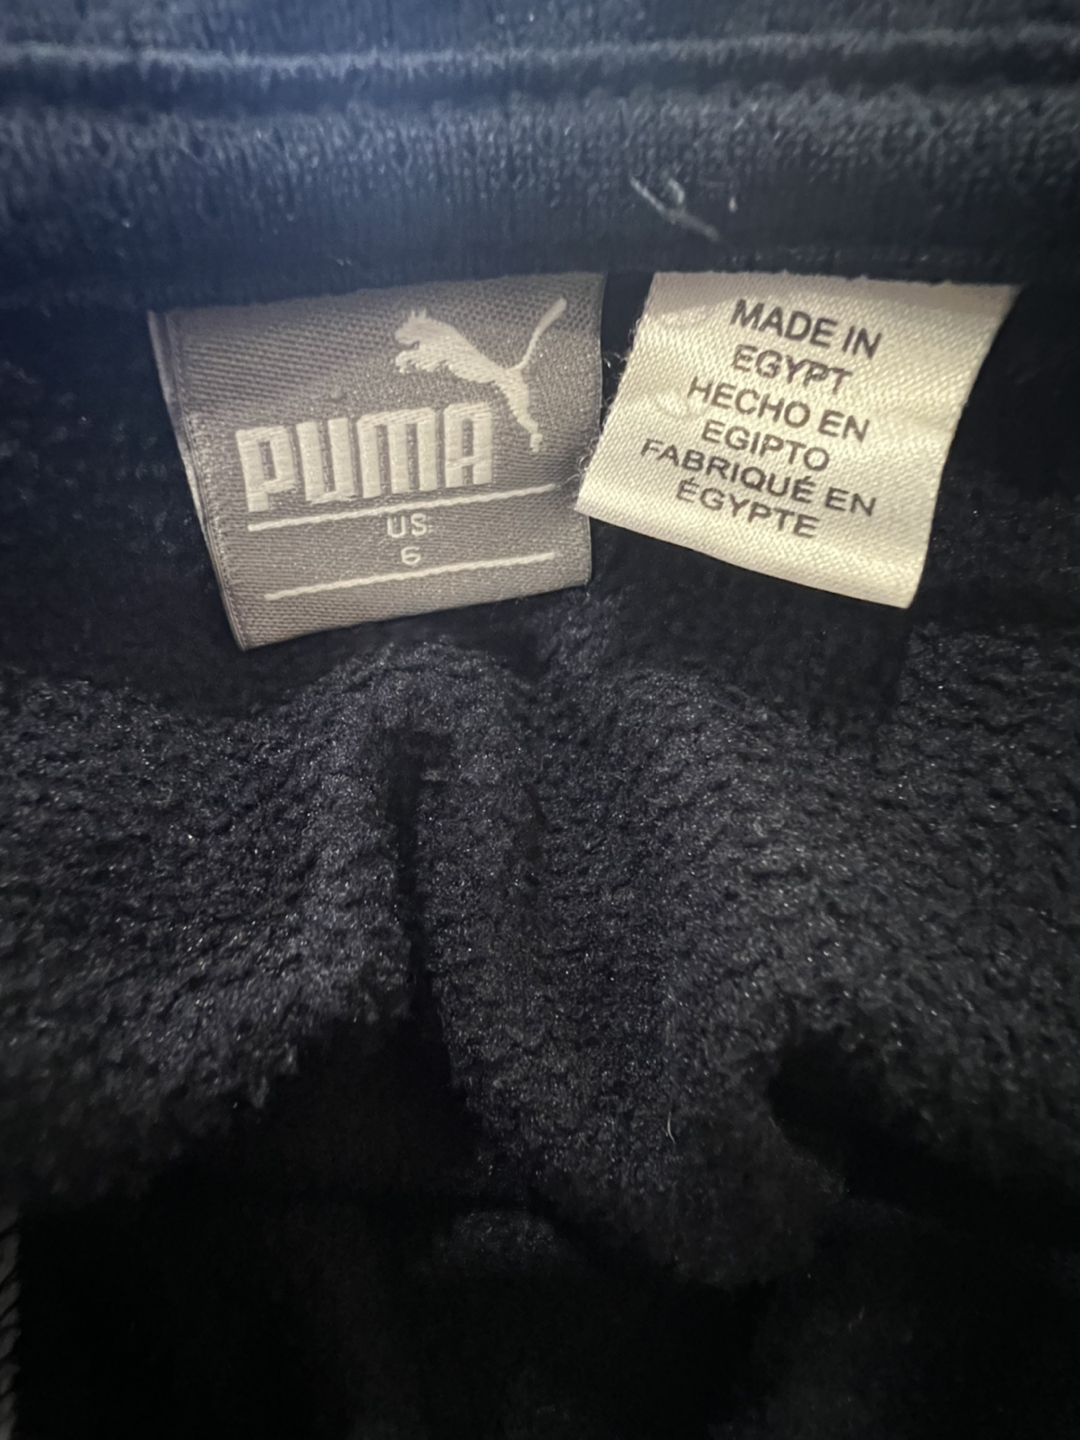 PUMA
US
6
MADE IN
EGYPT
HECHO EN
EGIPTO
FABRIQUÉ EN
ÉGYPTE